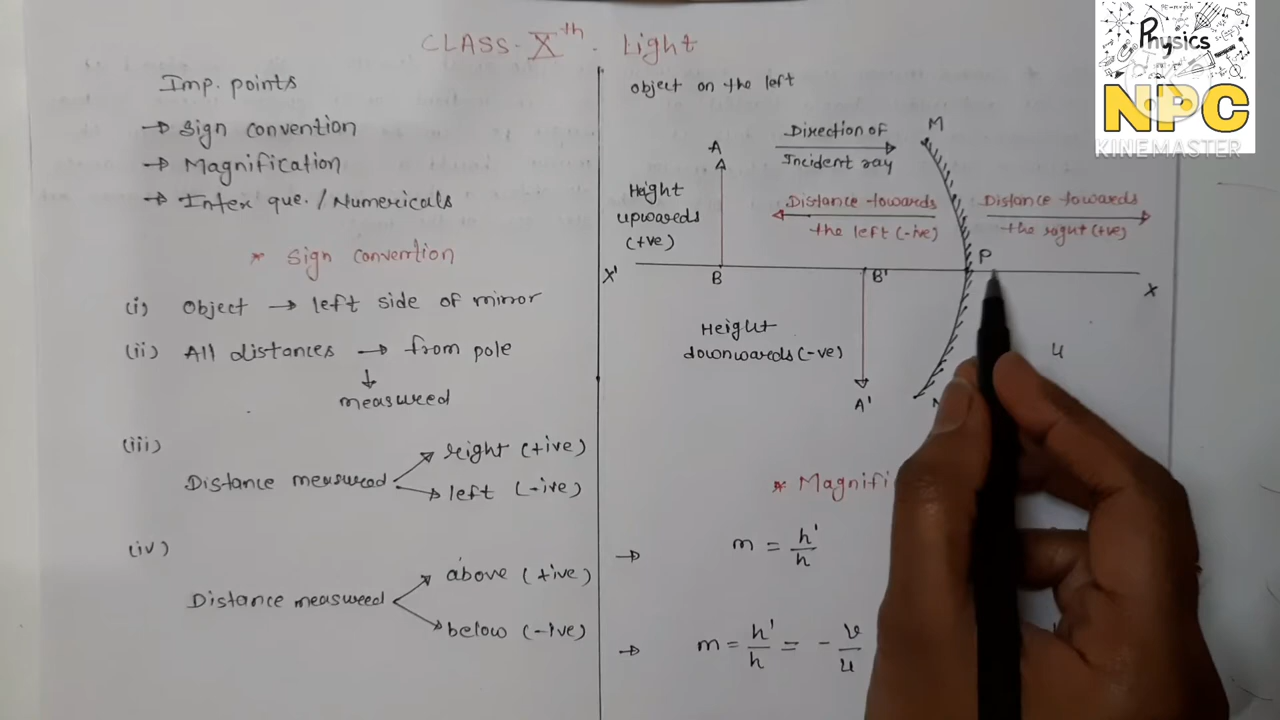 CLASS-Xth. Light
Physics
NPC
KINEMASTER
Imp. points
→ Sign convention
→ Magnification
→ Inter que. / Numericals
* Sign convention
(i) Object → left side of mirror
(ii) All distances → from pole
↓
measured
(iii)
Distance measured
right (+ive)
left (-ive)
(iv)
Distance measured
above (+ive)
below (-ive)
object on the left
Direction of
Incident ray
M
A
Height
upwards
(+ve)
Distance towards
the left (-ive)
Distance towards
the right (+ve)
P
X'
B
B'
X
Height
downwards (-ve)
u
A'
* Magnifi
→ m = h'/h
→ m = h'/h = - v/u